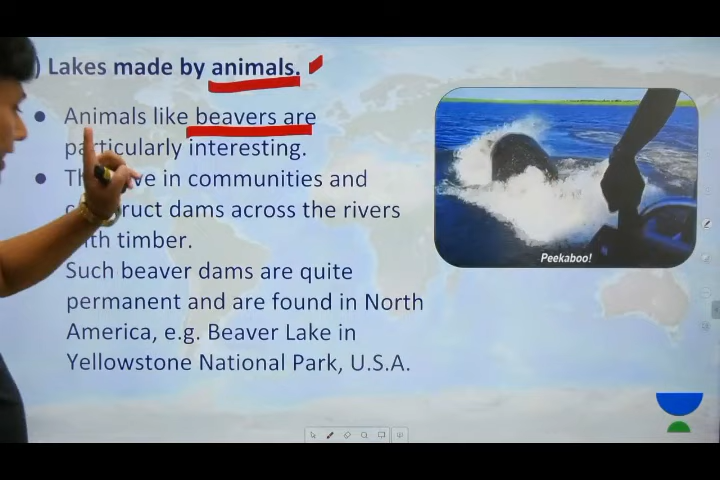 ) Lakes made by animals.
Animals like beavers are
particularly interesting.
in communities and
dams across the rivers
timber.
Such beaver dams are quite
permanent and are found in North
America, e.g. Beaver Lake in
Yellowstone National Park, U.S.A.
Peekaboo!